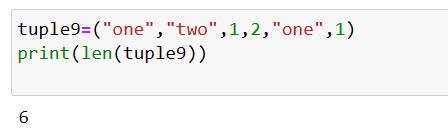 tuple9=("one","two",1,2,"one",1)
print(len(tuple9))
6